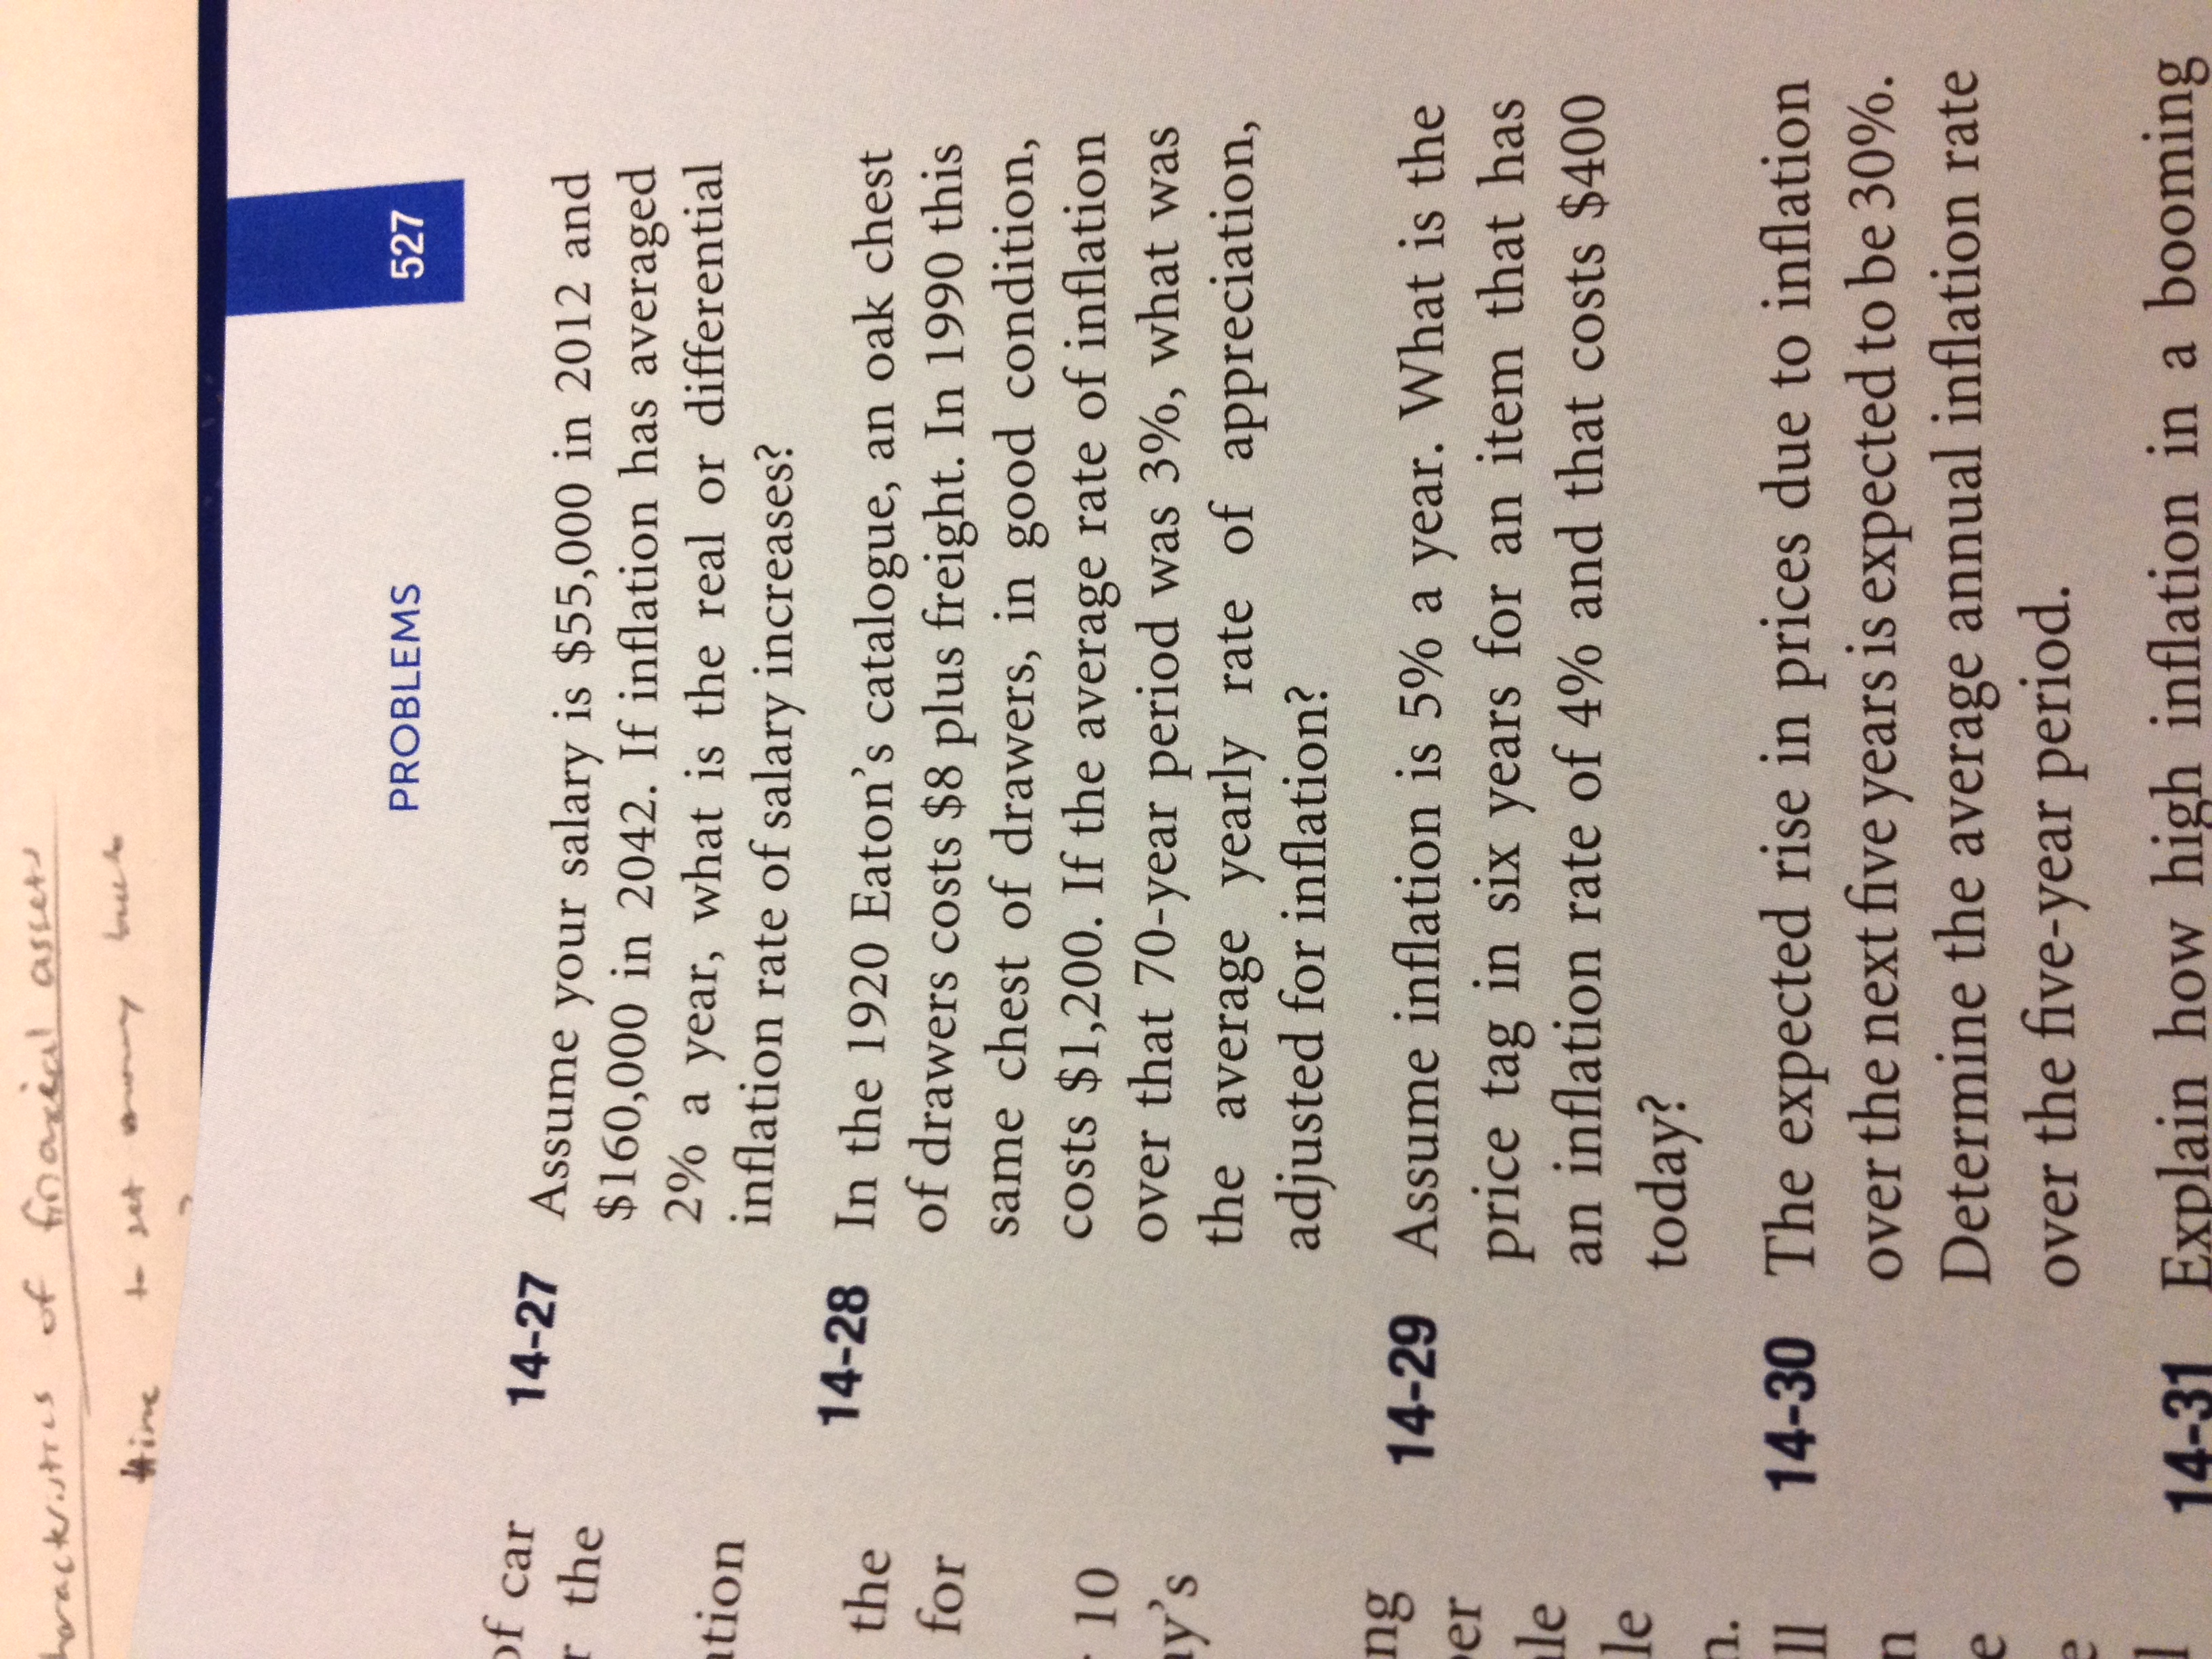 of financial assets
time to get money back
?
PROBLEMS 527
of car
r the
ation
the
for
10
ay's
ng
er
ale
le
n.
ll
n
e
e
l
14-27 Assume your salary is $55,000 in 2012 and
$160,000 in 2042. If inflation has averaged
2% a year, what is the real or differential
inflation rate of salary increases?
14-28 In the 1920 Eaton's catalogue, an oak chest
of drawers costs $8 plus freight. In 1990 this
same chest of drawers, in good condition,
costs $1,200. If the average rate of inflation
over that 70-year period was 3%, what was
the average yearly rate of appreciation,
adjusted for inflation?
14-29 Assume inflation is 5% a year. What is the
price tag in six years for an item that has
an inflation rate of 4% and that costs $400
today?
14-30 The expected rise in prices due to inflation
over the next five years is expected to be 30%.
Determine the average annual inflation rate
over the five-year period.
14-31 Explain how high inflation in a booming